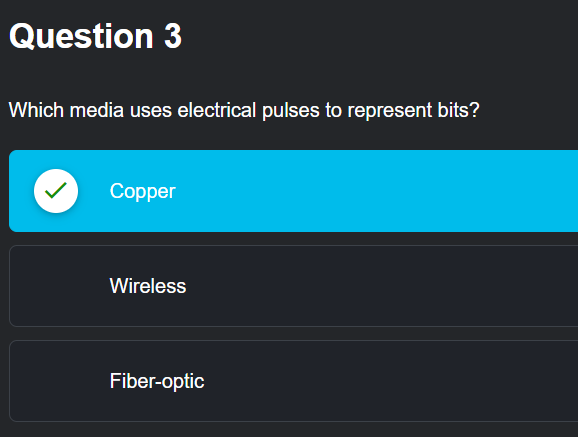 Question 3
Which media uses electrical pulses to represent bits?
Copper
Wireless
Fiber-optic